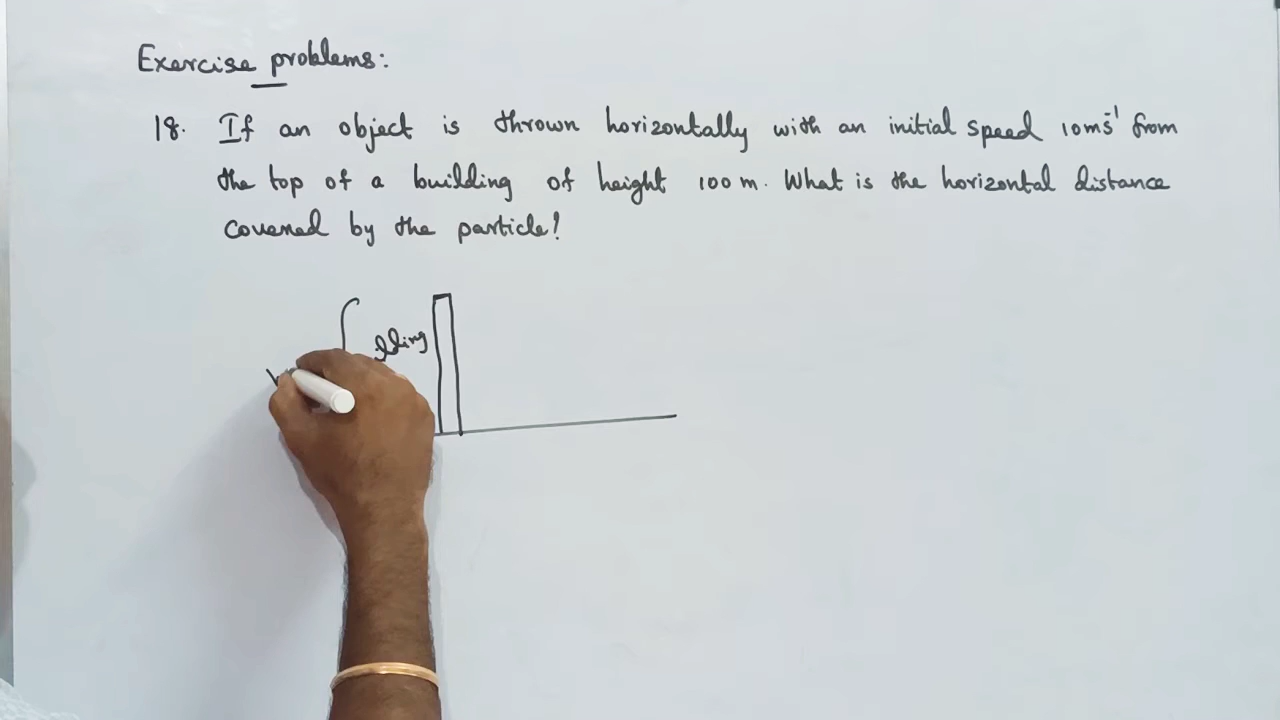 Exercise problems:
18. If an object is thrown horizontally with an initial speed 10ms⁻¹ from
the top of a building of height 100 m. What is the horizontal distance
covered by the particle?